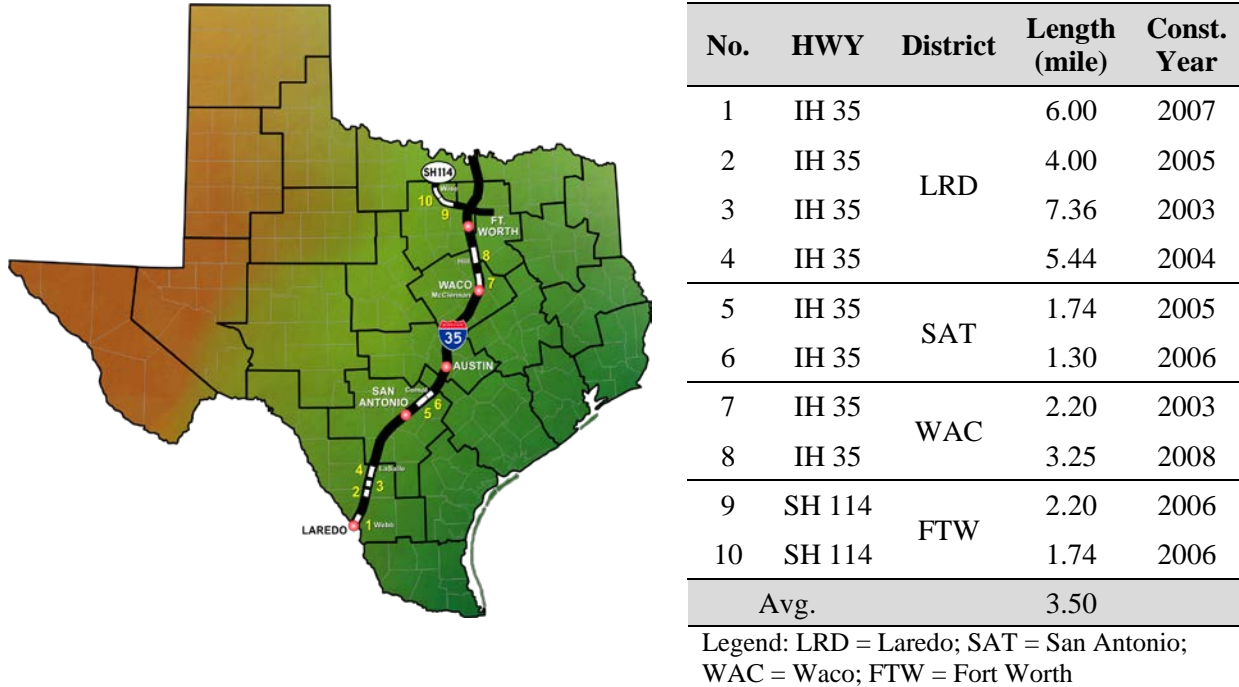 SH114
Wise
10
9
FT.
WORTH
8
Hill
7
WACO
McClennan
35
AUSTIN
SAN
ANTONIO
Comal
6
5
4
LaSalle
3
2
LAREDO
1 Webb
No. HWY District Length (mile) Const. Year
1 IH 35 6.00 2007
2 IH 35 4.00 2005
LRD
3 IH 35 7.36 2003
4 IH 35 5.44 2004
5 IH 35 1.74 2005
SAT
6 IH 35 1.30 2006
7 IH 35 2.20 2003
WAC
8 IH 35 3.25 2008
9 SH 114 2.20 2006
FTW
10 SH 114 1.74 2006
Avg. 3.50
Legend: LRD = Laredo; SAT = San Antonio;
WAC = Waco; FTW = Fort Worth